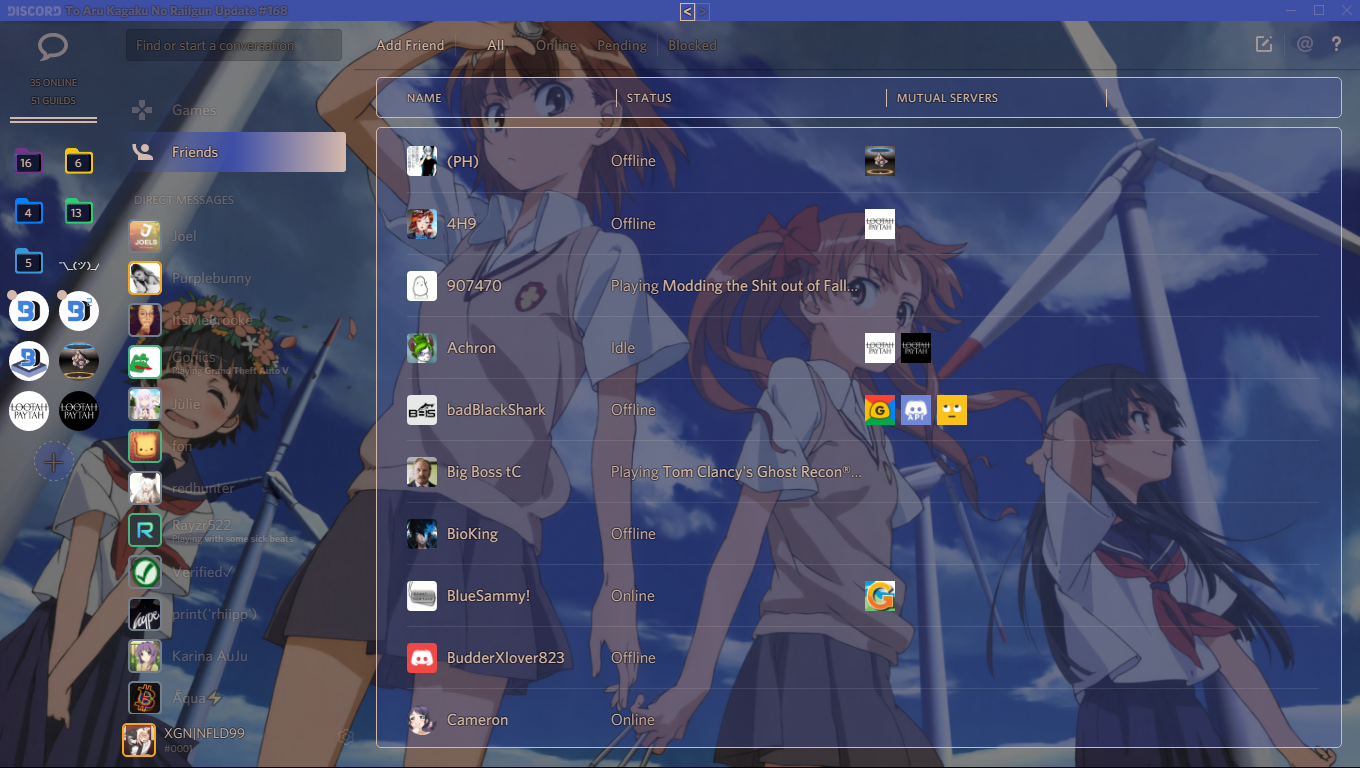 DISCORD To Aru Kagaku No Railgun Update #168
< >
Find or start a conversation
Add Friend All Online Pending Blocked
@ ?
35 ONLINE
51 GUILDS
Games
Friends
DIRECT MESSAGES
16 6
4 13
5 ¯\_(ツ)_/
LOOTAH PAYTAH LOOTAH PAYTAH
Joel
JOELS
Purplebunny
ItsMeBrooke
Gonics
Playing Grand Theft Auto V
Julie
fon
redhunter
Rayzr522
Playing with some sick beats
Verified✓
print('rhiipp')
Karina AuJu
Äqua⚡
XGN|NFLD99
#0001
NAME STATUS MUTUAL SERVERS
(PH) Offline
4H9 Offline LOOTAH PAYTAH
907470 Playing Modding the Shit out of Fall...
Achron Idle LOOTAH PAYTAH LOOTAH PAYTAH
badBlackShark Offline G API
Big Boss tC Playing Tom Clancy's Ghost Recon®...
BioKing Offline
BlueSammy! Online G
BudderXlover823 Offline
Cameron Online